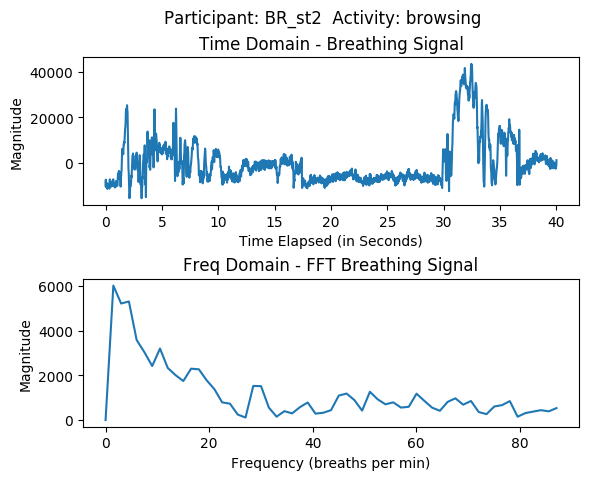 Participant: BR_st2  Activity: browsing
Time Domain - Breathing Signal
Magnitude
40000
20000
0
0 5 10 15 20 25 30 35 40
Time Elapsed (in Seconds)
Freq Domain - FFT Breathing Signal
Magnitude
6000
4000
2000
0
0 20 40 60 80
Frequency (breaths per min)